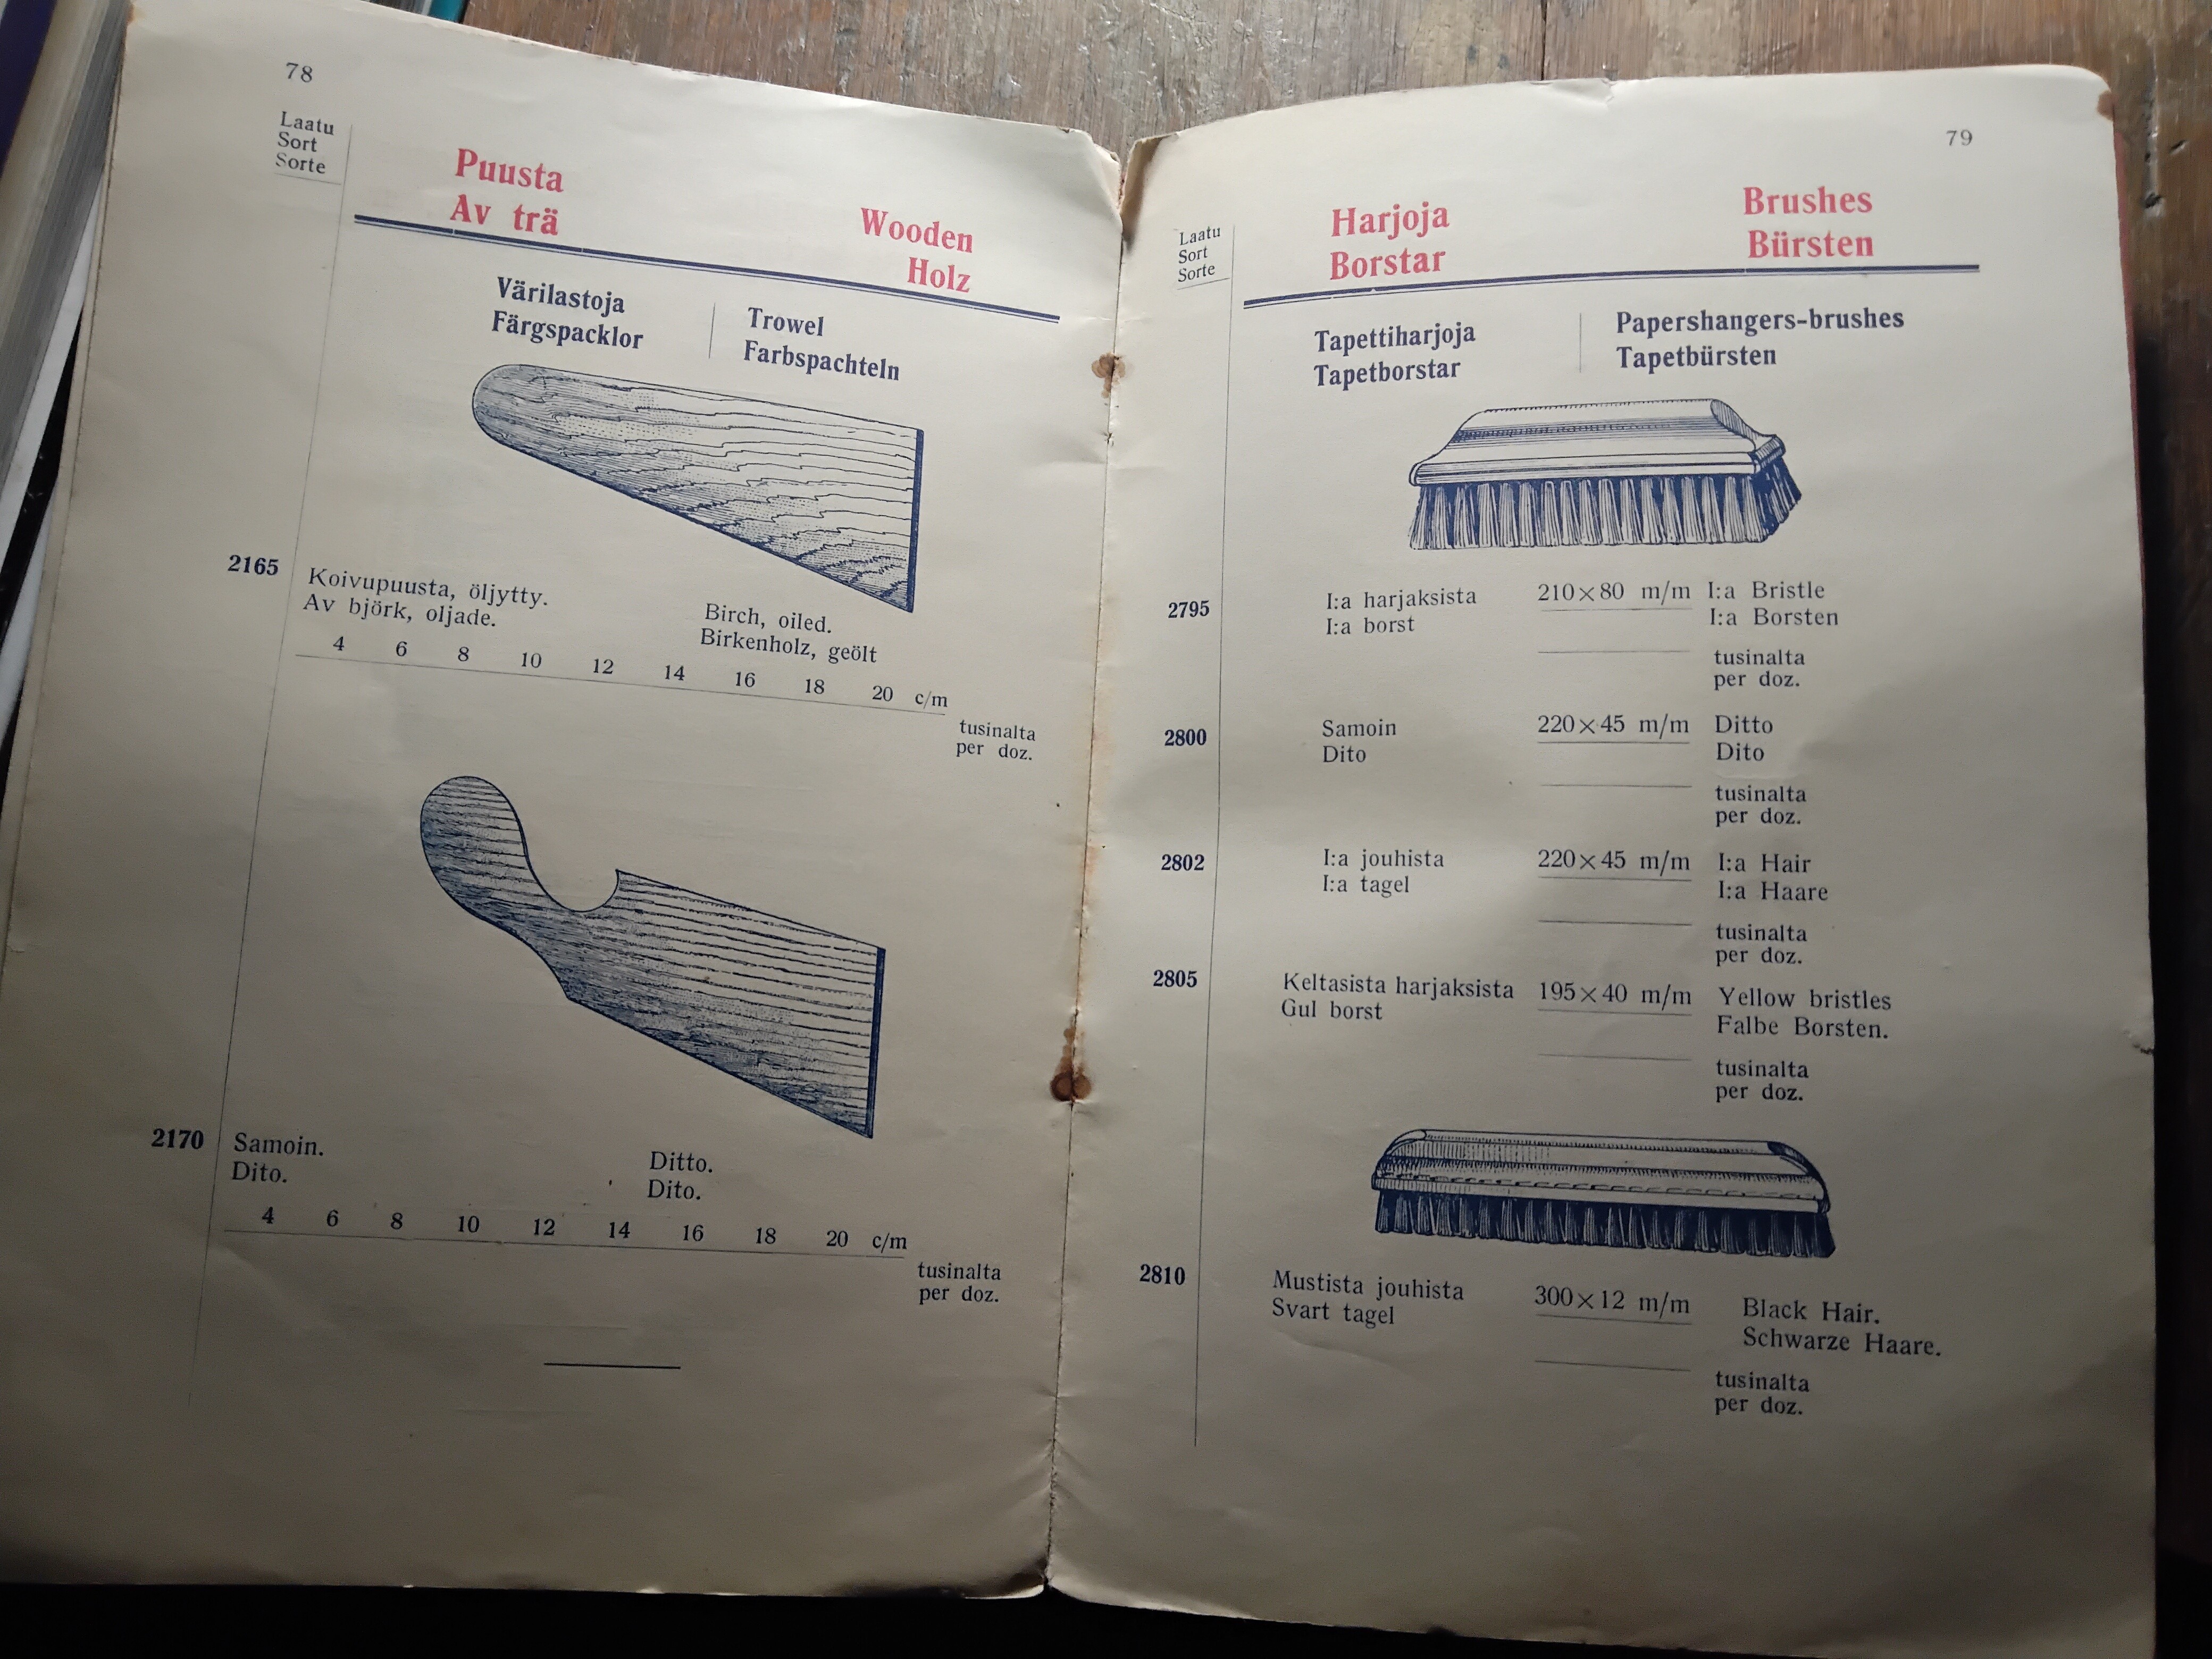 78
Laatu
Sort
Sorte
Puusta
Av trä
Wooden
Holz
Värilastoja
Färgspacklor
Trowel
Farbspachteln
2165
Koivupuusta, öljytty.
Av björk, oljade.
Birch, oiled.
Birkenholz, geölt
4 6 8 10 12 14 16 18 20 c/m
tusinalta
per doz.
2170
Samoin.
Dito.
Ditto.
Dito.
4 6 8 10 12 14 16 18 20 c/m
tusinalta
per doz.
79
Laatu
Sort
Sorte
Harjoja
Borstar
Brushes
Bürsten
Tapettiharjoja
Tapetborstar
Papershangers-brushes
Tapetbürsten
2795
I:a harjaksista
I:a borst
210×80 m/m
I:a Bristle
I:a Borsten
tusinalta
per doz.
2800
Samoin
Dito
220×45 m/m
Ditto
Dito
tusinalta
per doz.
2802
I:a jouhista
I:a tagel
220×45 m/m
I:a Hair
I:a Haare
tusinalta
per doz.
2805
Keltasista harjaksista
Gul borst
195×40 m/m
Yellow bristles
Falbe Borsten.
tusinalta
per doz.
2810
Mustista jouhista
Svart tagel
300×12 m/m
Black Hair.
Schwarze Haare.
tusinalta
per doz.